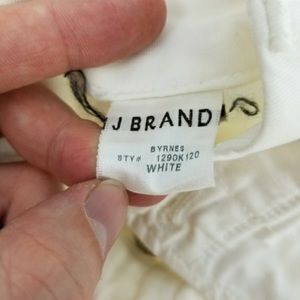 J BRAND
BYRNES
STY# 1290K120
WHITE